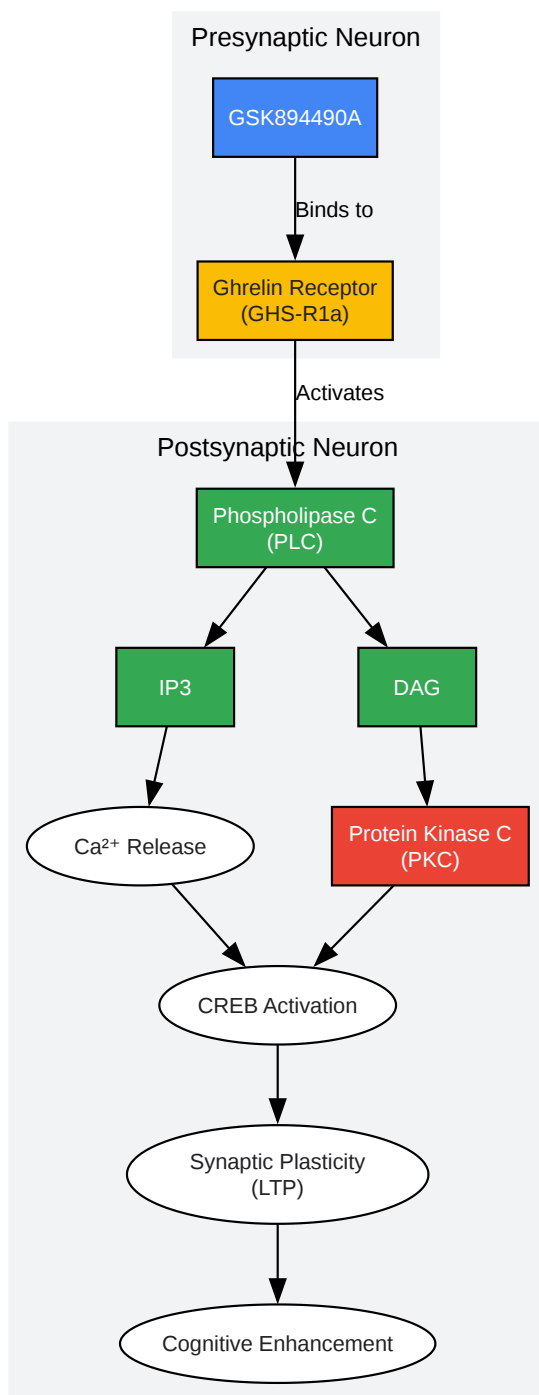 Presynaptic Neuron
GSK894490A
Binds to
Ghrelin Receptor
(GHS-R1a)
Activates
Postsynaptic Neuron
Phospholipase C
(PLC)
IP3
DAG
Ca²⁺ Release
Protein Kinase C
(PKC)
CREB Activation
Synaptic Plasticity
(LTP)
Cognitive Enhancement